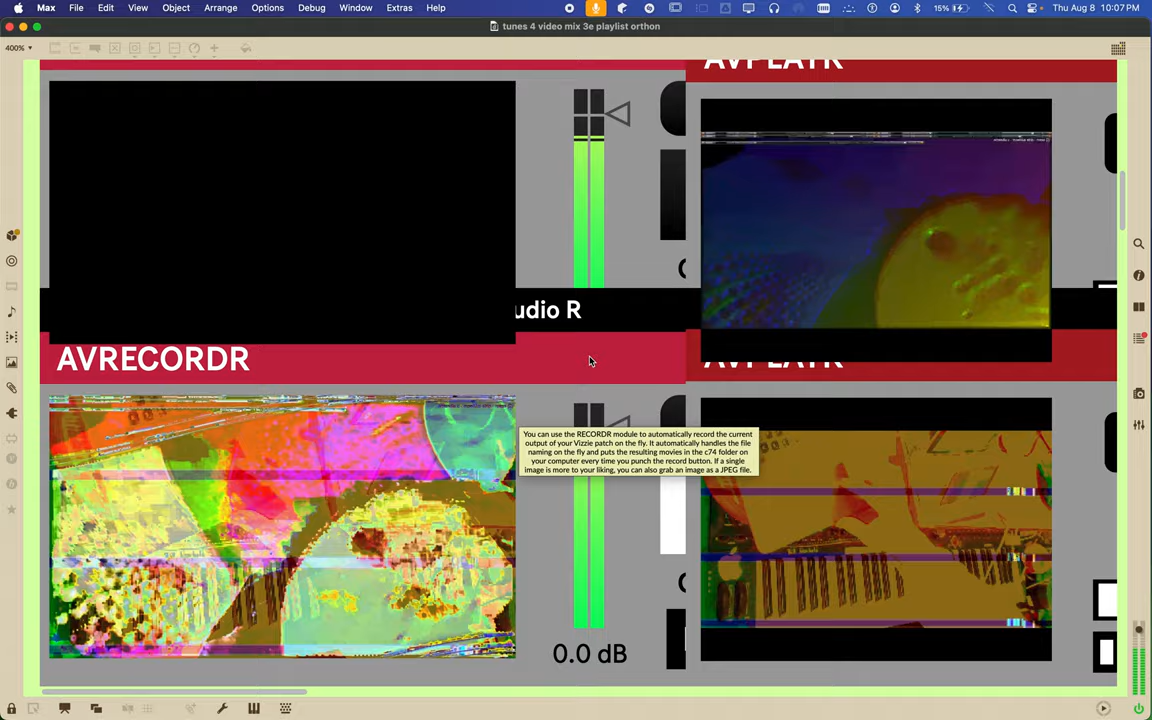 Max File Edit View Object Arrange Options Debug Window Extras Help
15% Thu Aug 8 10:07 PM
tunes 4 video mix 3e playlist orthon
400%
AVPLAYR
udio R
AVRECORDR
AVPLAYR
You can use the RECORDR module to automatically record the current
output of your Vizzie patch on the fly. It automatically handles the file
naming on the fly and puts the resulting movies in the c74 folder on
your computer every time you punch the record button. If a single
image is more to your liking, you can also grab an image as a JPEG file.
0.0 dB